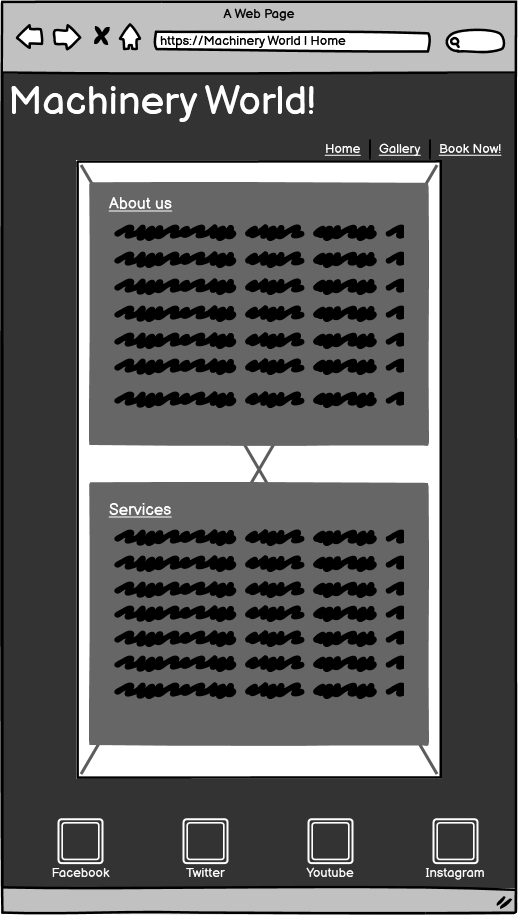 A Web Page
https://Machinery World | Home
Machinery World!
Home Gallery Book Now!
About us
Services
Facebook Twitter Youtube Instagram